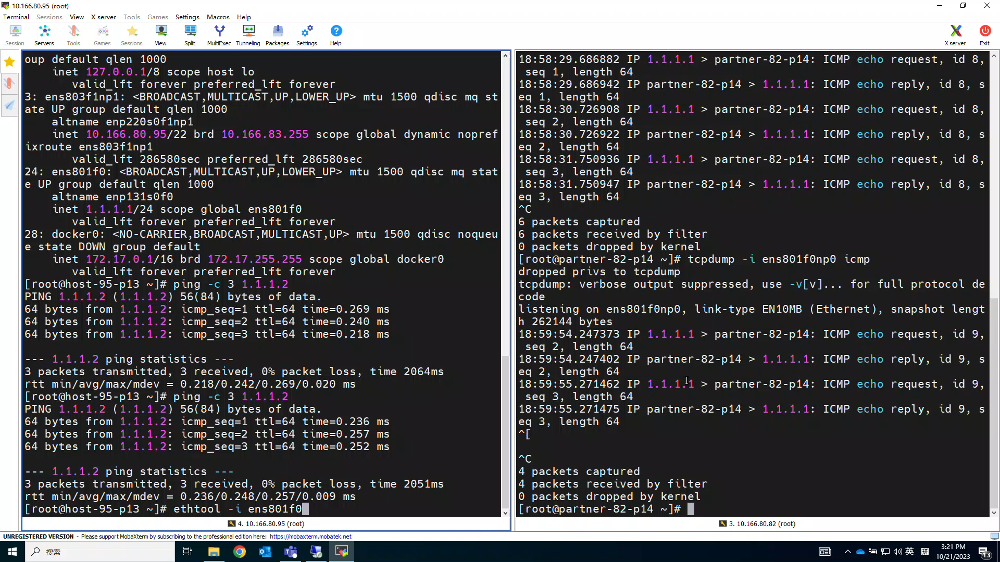 10.166.80.95 (root)
Terminal Sessions View X server Tools Games Settings Macros Help
Session Servers Tools Games Sessions View Split MultiExec Tunneling Packages Settings Help X server Exit
oup default qlen 1000
    inet 127.0.0.1/8 scope host lo
       valid_lft forever preferred_lft forever
3: ens803f1np1: <BROADCAST,MULTICAST,UP,LOWER_UP> mtu 1500 qdisc mq st
ate UP group default qlen 1000
    altname enp220s0f1np1
    inet 10.166.80.95/22 brd 10.166.83.255 scope global dynamic nopref
ixroute ens803f1np1
       valid_lft 286580sec preferred_lft 286580sec
24: ens801f0: <BROADCAST,MULTICAST,UP,LOWER_UP> mtu 1500 qdisc mq stat
e UP group default qlen 1000
    altname enp131s0f0
    inet 1.1.1.1/24 scope global ens801f0
       valid_lft forever preferred_lft forever
28: docker0: <NO-CARRIER,BROADCAST,MULTICAST,UP> mtu 1500 qdisc noqueu
e state DOWN group default
    inet 172.17.0.1/16 brd 172.17.255.255 scope global docker0
       valid_lft forever preferred_lft forever
[root@host-95-p13 ~]# ping -c 3 1.1.1.2
PING 1.1.1.2 (1.1.1.2) 56(84) bytes of data.
64 bytes from 1.1.1.2: icmp_seq=1 ttl=64 time=0.269 ms
64 bytes from 1.1.1.2: icmp_seq=2 ttl=64 time=0.240 ms
64 bytes from 1.1.1.2: icmp_seq=3 ttl=64 time=0.218 ms
--- 1.1.1.2 ping statistics ---
3 packets transmitted, 3 received, 0% packet loss, time 2064ms
rtt min/avg/max/mdev = 0.218/0.242/0.269/0.020 ms
[root@host-95-p13 ~]# ping -c 3 1.1.1.2
PING 1.1.1.2 (1.1.1.2) 56(84) bytes of data.
64 bytes from 1.1.1.2: icmp_seq=1 ttl=64 time=0.236 ms
64 bytes from 1.1.1.2: icmp_seq=2 ttl=64 time=0.257 ms
64 bytes from 1.1.1.2: icmp_seq=3 ttl=64 time=0.252 ms
--- 1.1.1.2 ping statistics ---
3 packets transmitted, 3 received, 0% packet loss, time 2051ms
rtt min/avg/max/mdev = 0.236/0.248/0.257/0.009 ms
[root@host-95-p13 ~]# ethtool -i ens801f0
4. 10.166.80.95 (root)
18:58:29.686882 IP 1.1.1.1 > partner-82-p14: ICMP echo request, id 8,
 seq 1, length 64
18:58:29.686942 IP partner-82-p14 > 1.1.1.1: ICMP echo reply, id 8, s
eq 1, length 64
18:58:30.726908 IP 1.1.1.1 > partner-82-p14: ICMP echo request, id 8,
 seq 2, length 64
18:58:30.726922 IP partner-82-p14 > 1.1.1.1: ICMP echo reply, id 8, s
eq 2, length 64
18:58:31.750936 IP 1.1.1.1 > partner-82-p14: ICMP echo request, id 8,
 seq 3, length 64
18:58:31.750947 IP partner-82-p14 > 1.1.1.1: ICMP echo reply, id 8, s
eq 3, length 64
^C
6 packets captured
6 packets received by filter
0 packets dropped by kernel
[root@partner-82-p14 ~]# tcpdump -i ens801f0np0 icmp
dropped privs to tcpdump
tcpdump: verbose output suppressed, use -v[v]... for full protocol de
code
listening on ens801f0np0, link-type EN10MB (Ethernet), snapshot lengt
h 262144 bytes
18:59:54.247373 IP 1.1.1.1 > partner-82-p14: ICMP echo request, id 9,
 seq 2, length 64
18:59:54.247402 IP partner-82-p14 > 1.1.1.1: ICMP echo reply, id 9, s
eq 2, length 64
18:59:55.271462 IP 1.1.1.1 > partner-82-p14: ICMP echo request, id 9,
 seq 3, length 64
18:59:55.271475 IP partner-82-p14 > 1.1.1.1: ICMP echo reply, id 9, s
eq 3, length 64
^[
^C
4 packets captured
4 packets received by filter
0 packets dropped by kernel
[root@partner-82-p14 ~]#
3. 10.166.80.82 (root)
UNREGISTERED VERSION - Please support MobaXterm by subscribing to the professional edition here: https://mobaxterm.mobatek.net
搜索
英
拼
3:21 PM
10/21/2023
13